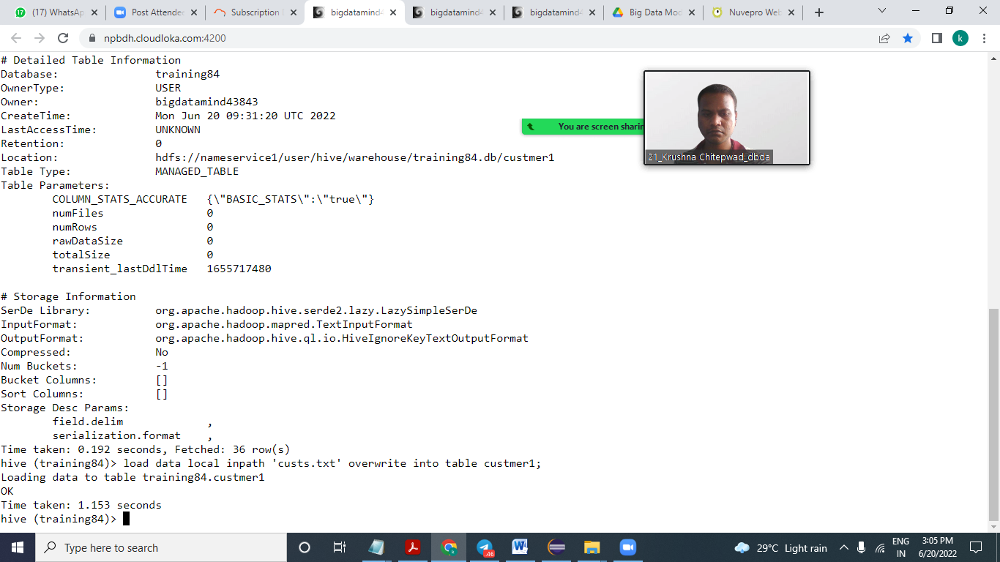 (17) WhatsAp
Post Attende
Subscription
bigdatamind
bigdatamind
bigdatamind
Big Data Mod
Nuvepro Web
npbdh.cloudloka.com:4200
k
# Detailed Table Information
Database: training84
OwnerType: USER
Owner: bigdatamind43843
CreateTime: Mon Jun 20 09:31:20 UTC 2022
LastAccessTime: UNKNOWN
Retention: 0
Location: hdfs://nameservice1/user/hive/warehouse/training84.db/custmer1
Table Type: MANAGED_TABLE
Table Parameters:
COLUMN_STATS_ACCURATE {\"BASIC_STATS\":\"true\"}
numFiles 0
numRows 0
rawDataSize 0
totalSize 0
transient_lastDdlTime 1655717480
You are screen sharin
21_Krushna Chitepwad_dbda
# Storage Information
SerDe Library: org.apache.hadoop.hive.serde2.lazy.LazySimpleSerDe
InputFormat: org.apache.hadoop.mapred.TextInputFormat
OutputFormat: org.apache.hadoop.hive.ql.io.HiveIgnoreKeyTextOutputFormat
Compressed: No
Num Buckets: -1
Bucket Columns: []
Sort Columns: []
Storage Desc Params:
field.delim ,
serialization.format ,
Time taken: 0.192 seconds, Fetched: 36 row(s)
hive (training84)> load data local inpath 'custs.txt' overwrite into table custmer1;
Loading data to table training84.custmer1
OK
Time taken: 1.153 seconds
hive (training84)>
Type here to search
.46
29°C Light rain
ENG
IN
3:05 PM
6/20/2022